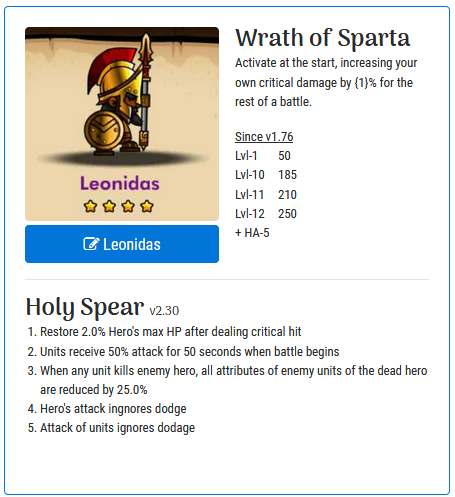 Wrath of Sparta
Activate at the start, increasing your
own critical damage by {1}% for the
rest of a battle.
Since v1.76
Lvl-1 50
Lvl-10 185
Lvl-11 210
Lvl-12 250
+ HA-5
Leonidas
Leonidas
Holy Spear v2.30
1. Restore 2.0% Hero's max HP after dealing critical hit
2. Units receive 50% attack for 50 seconds when battle begins
3. When any unit kills enemy hero, all attributes of enemy units of the dead hero
are reduced by 25.0%
4. Hero's attack ingnores dodge
5. Attack of units ignores dodage